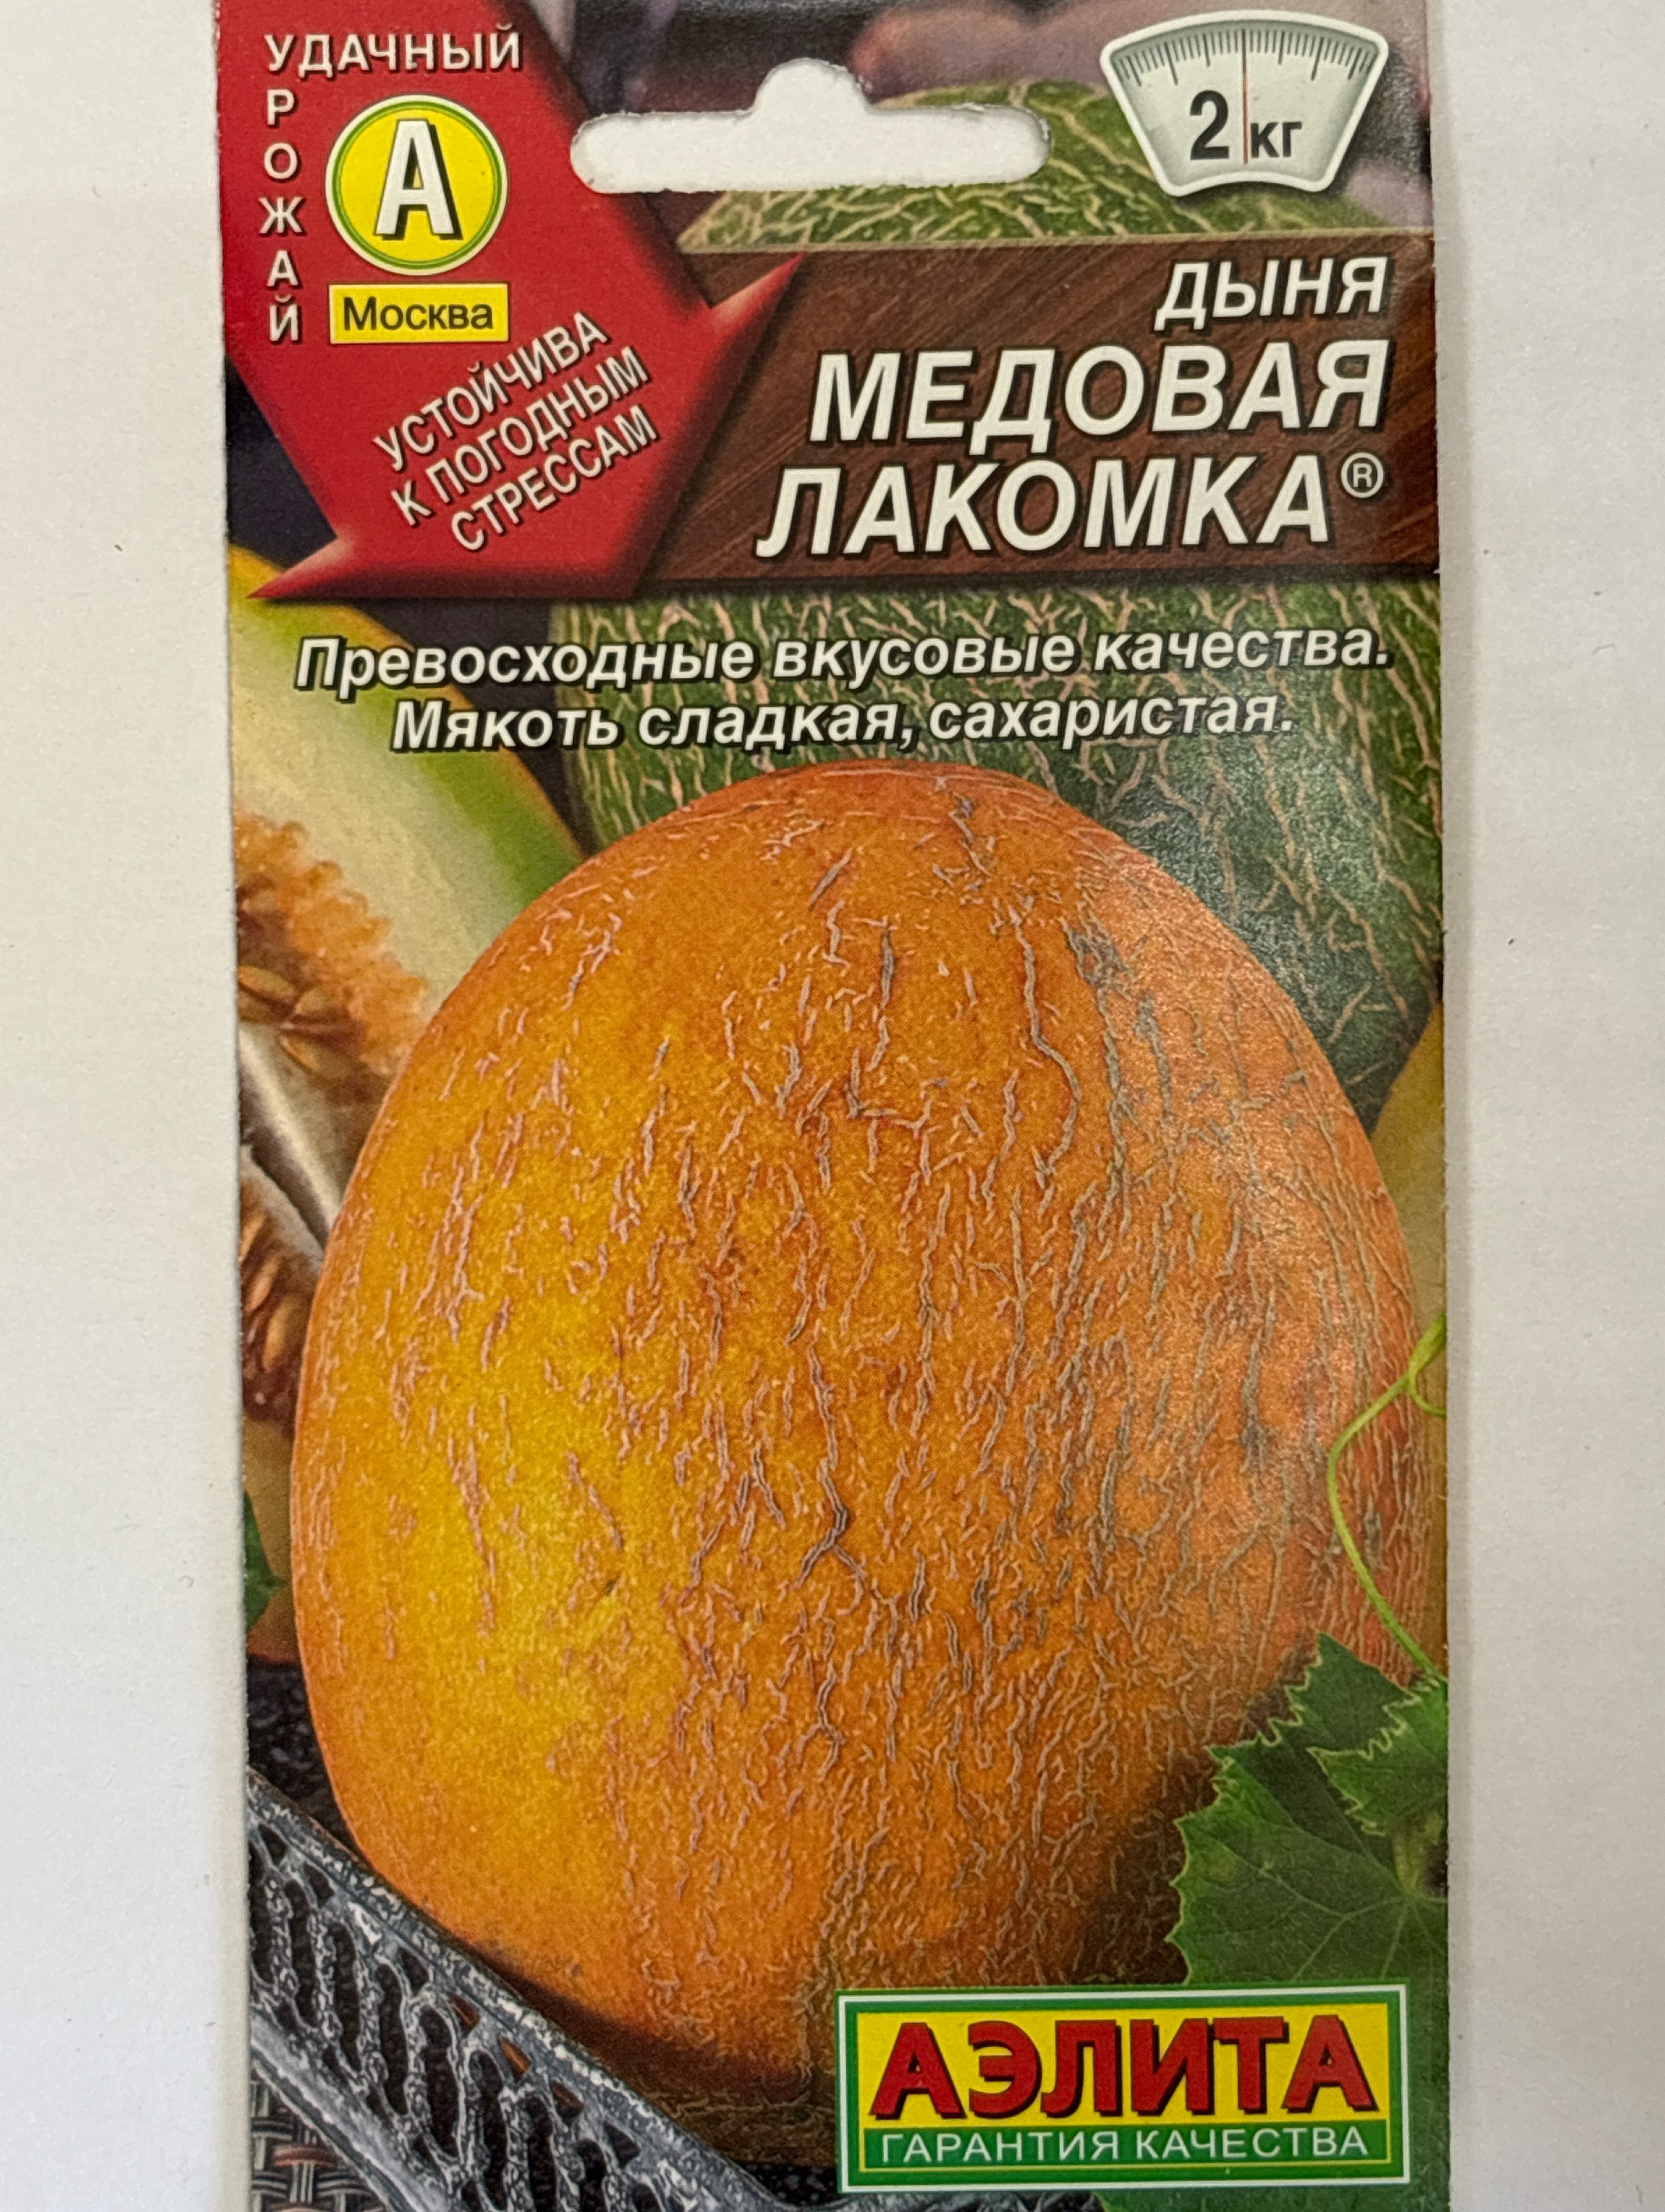 УДАЧНЫЙ
УРОЖАЙ
А
Москва
УСТОЙЧИВА
К ПОГОДНЫМ
СТРЕССАМ
2 кг
ДЫНЯ
МЕДОВАЯ
ЛАКОМКА®
Превосходные вкусовые качества.
Мякоть сладкая, сахаристая.
АЭЛИТА
ГАРАНТИЯ КАЧЕСТВА